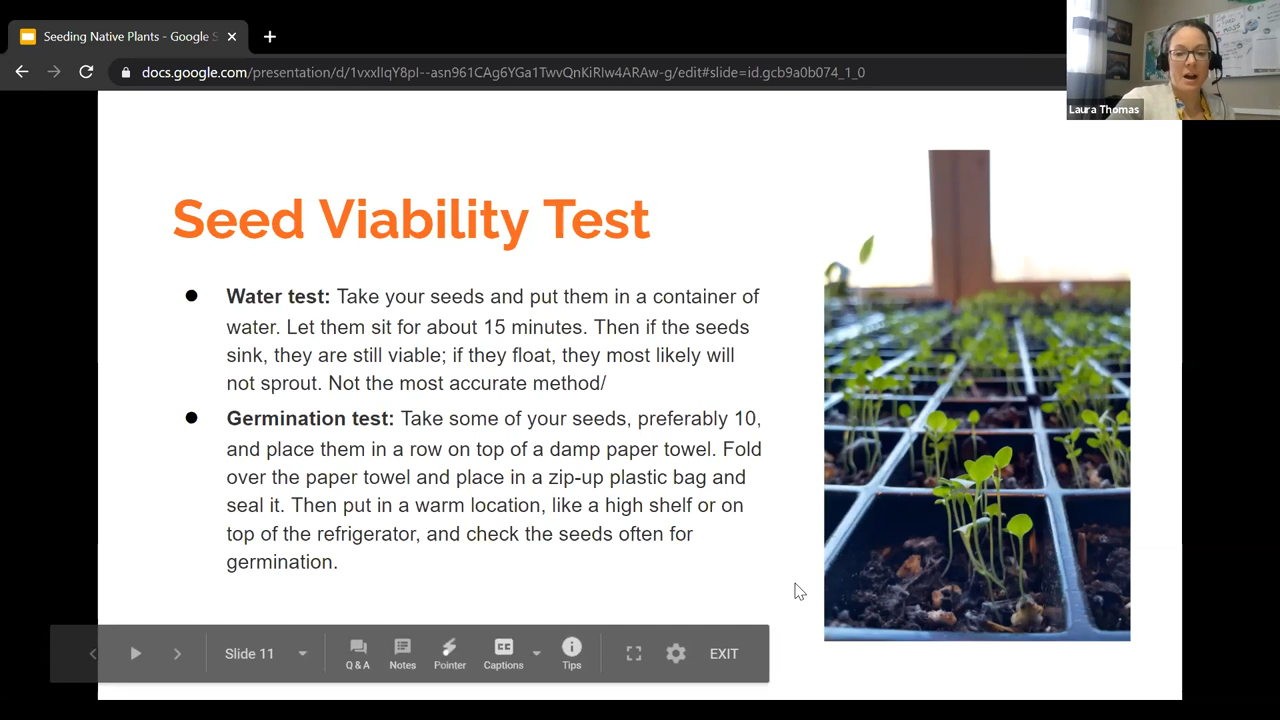 Seeding Native Plants - Google S
docs.google.com/presentation/d/1vxxlIqY8pI--asn961CAg6YGa1TwvQnKiRIw4ARAw-g/edit#slide=id.gcb9a0b074_1_0
Laura Thomas
Seed Viability Test
● Water test: Take your seeds and put them in a container of
water. Let them sit for about 15 minutes. Then if the seeds
sink, they are still viable; if they float, they most likely will
not sprout. Not the most accurate method/
● Germination test: Take some of your seeds, preferably 10,
and place them in a row on top of a damp paper towel. Fold
over the paper towel and place in a zip-up plastic bag and
seal it. Then put in a warm location, like a high shelf or on
top of the refrigerator, and check the seeds often for
germination.
Slide 11
Q & A
Notes
Pointer
CC
Captions
Tips
EXIT